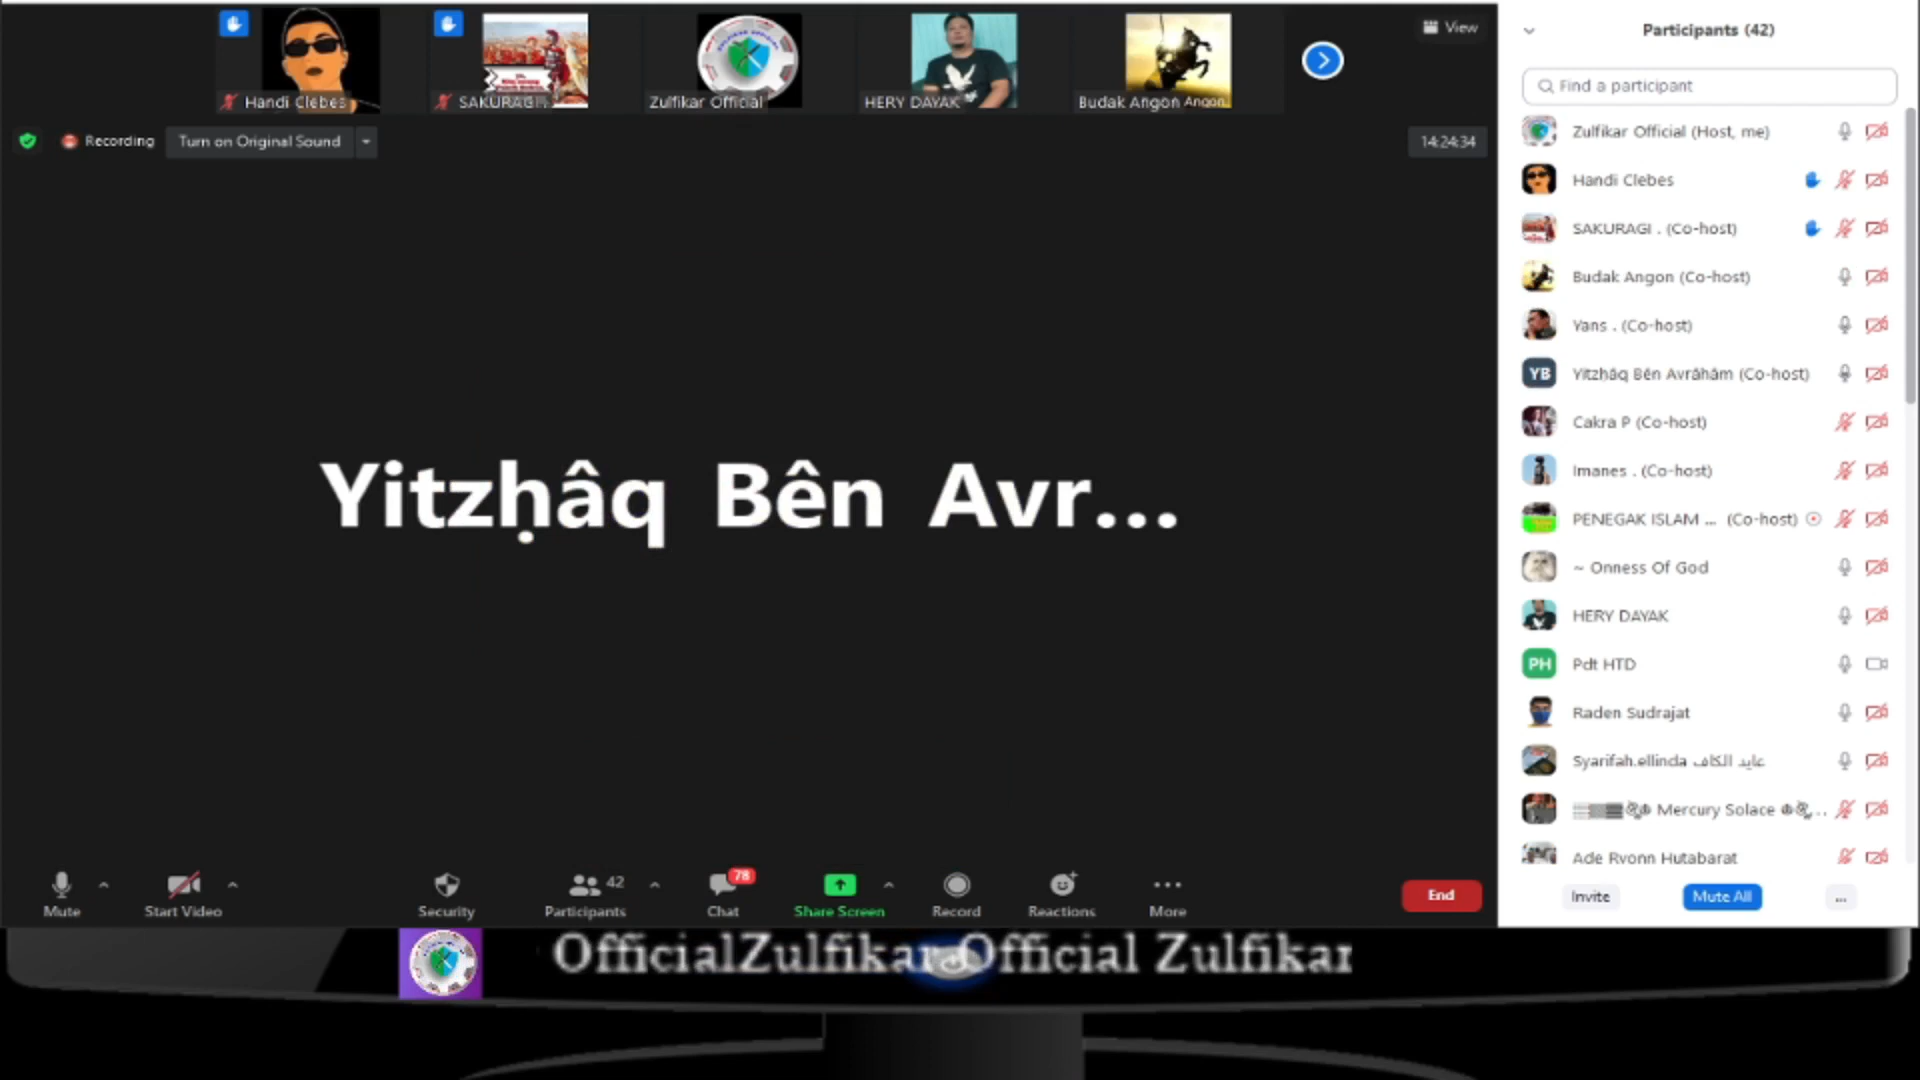 Handi Clebes
SAKURAGI .
Zulfikar Official
HERY DAYAK
Budak Angon Angon
View
Recording
Turn on Original Sound
14:24:34
Yitzḥâq Bên Avr...
Mute
Start Video
Security
42
Participants
78
Chat
Share Screen
Record
Reactions
More
End
Participants (42)
Find a participant
Zulfikar Official (Host, me)
Handi Clebes
SAKURAGI . (Co-host)
Budak Angon (Co-host)
Yans . (Co-host)
YB
Yitzḥâq Bên Avrâhâm (Co-host)
Cakra P (Co-host)
Imanes . (Co-host)
PENEGAK ISLAM ... (Co-host)
~ Onness Of God
HERY DAYAK
PH
Pdt HTD
Raden Sudrajat
Syarifah.ellinda عايد الكاف
Mercury Solace
Ade Rvonn Hutabarat
Invite
Mute All
...
OfficialZulfikar Official Zulfikar